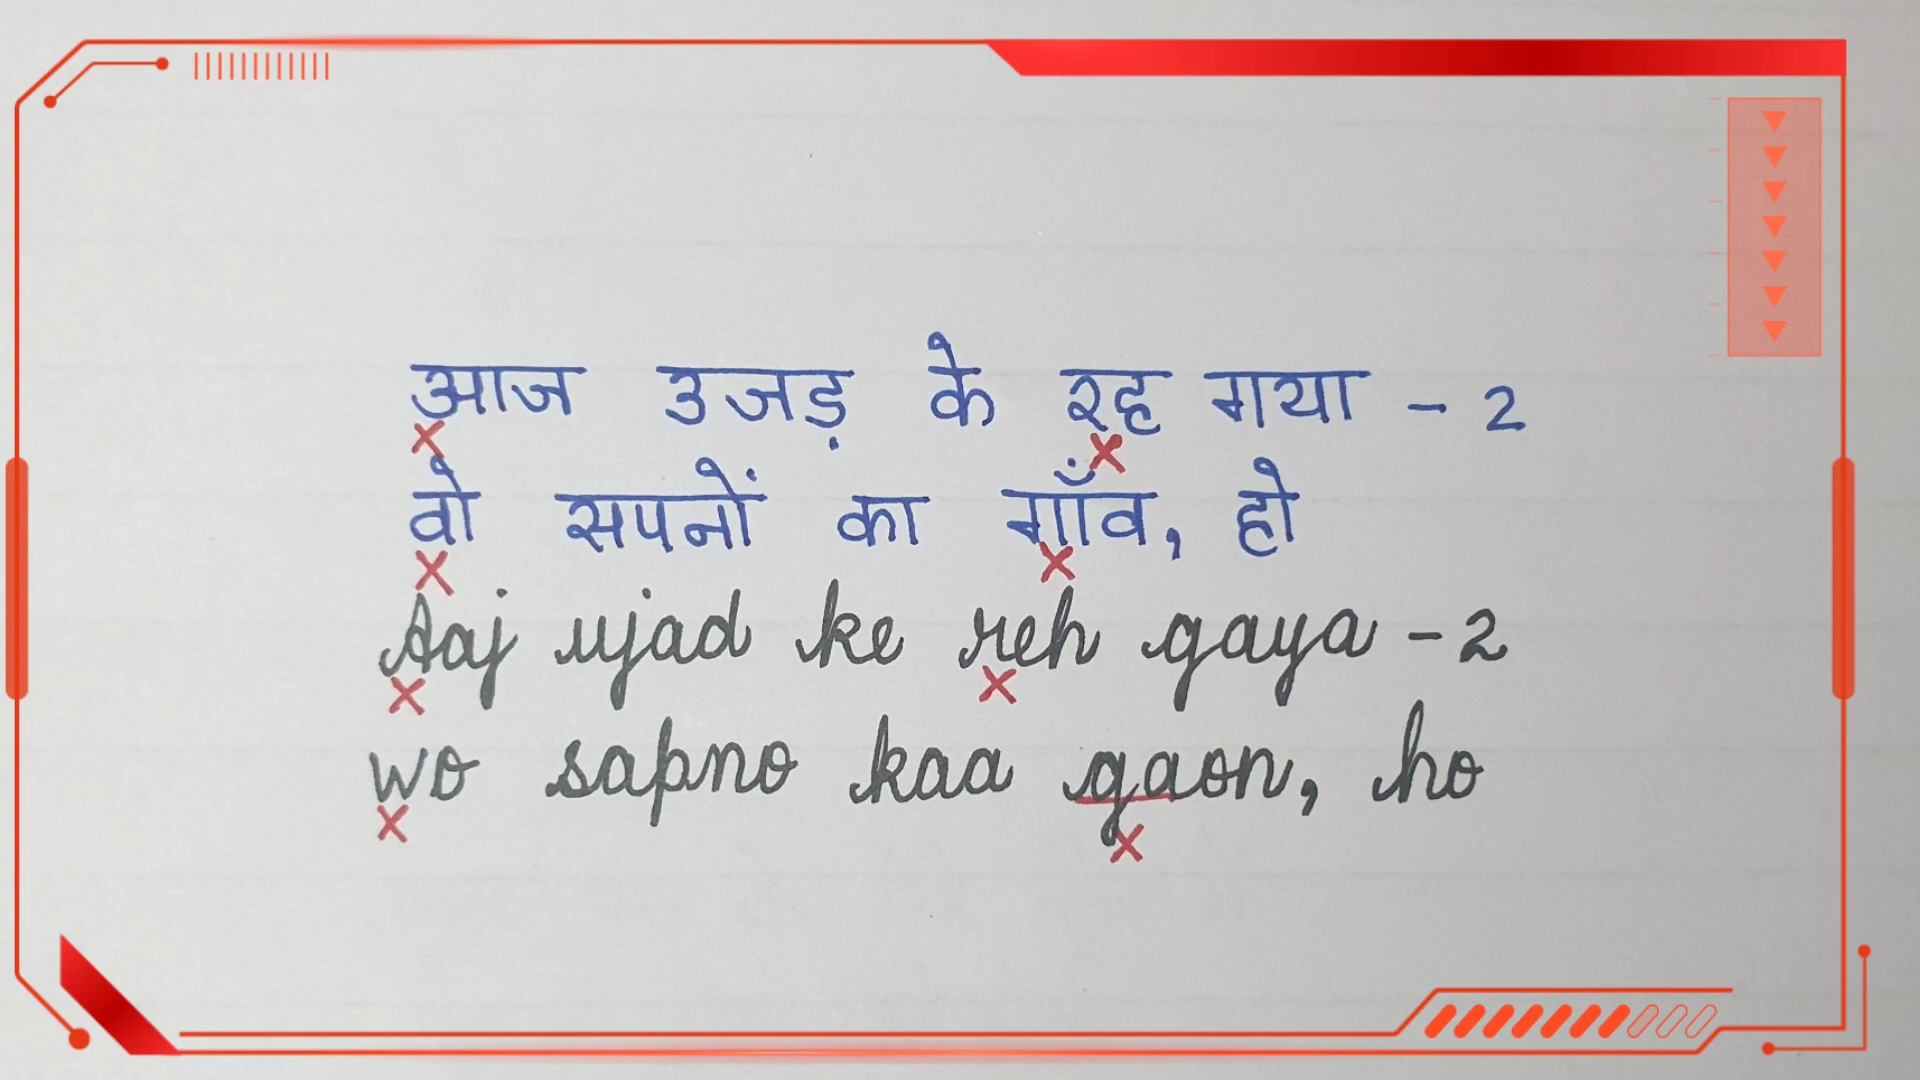 आज उजड़ के रह गया - 2
वो सपनों का गाँव, हो
Aaj ujad ke reh gaya - 2
wo sapno kaa gaon, ho